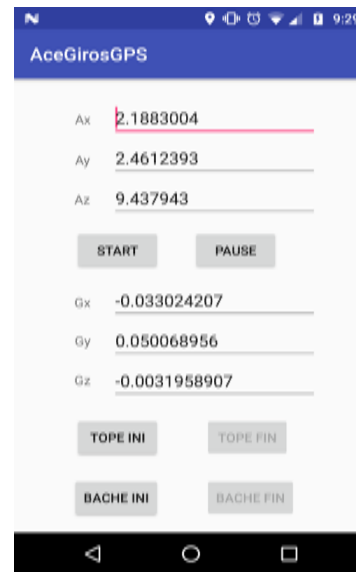 9:29
AceGirosGPS
Ax 2.1883004
Ay 2.4612393
Az 9.437943
START PAUSE
Gx -0.033024207
Gy 0.050068956
Gz -0.0031958907
TOPE INI TOPE FIN
BACHE INI BACHE FIN